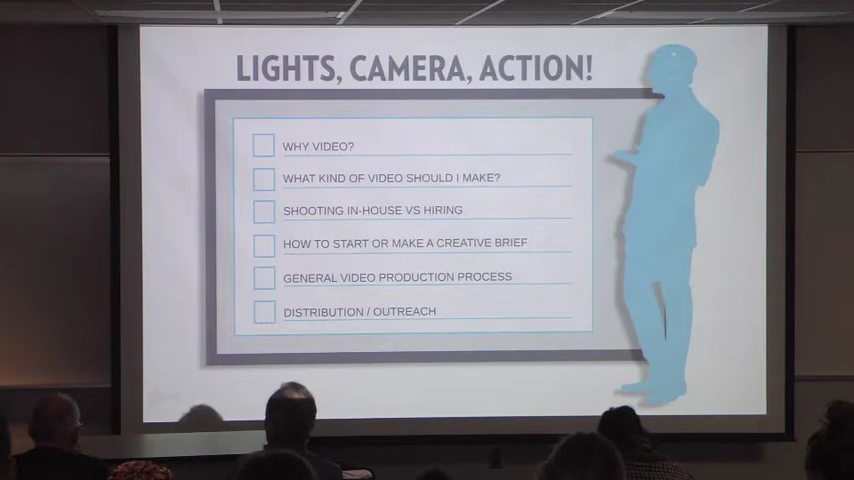 LIGHTS, CAMERA, ACTION!
WHY VIDEO?
WHAT KIND OF VIDEO SHOULD I MAKE?
SHOOTING IN-HOUSE VS HIRING
HOW TO START OR MAKE A CREATIVE BRIEF
GENERAL VIDEO PRODUCTION PROCESS
DISTRIBUTION / OUTREACH